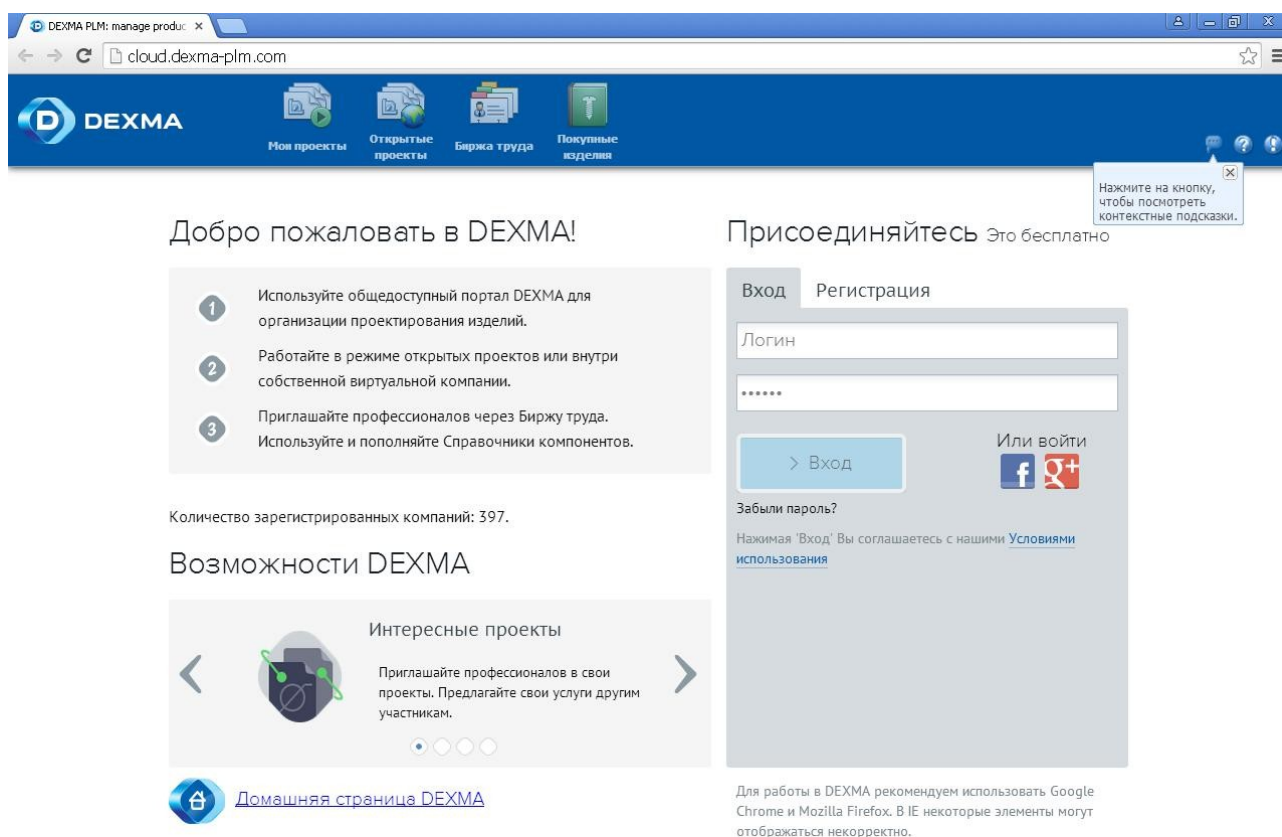 DEXMA PLM: manage produc
cloud.dexma-plm.com
DEXMA
Мои проекты
Открытые
проекты
Биржа труда
Покупные
изделия
Нажмите на кнопку,
чтобы посмотреть
контекстные подсказки.
Добро пожаловать в DEXMA!
1
Используйте общедоступный портал DEXMA для
организации проектирования изделий.
2
Работайте в режиме открытых проектов или внутри
собственной виртуальной компании.
3
Приглашайте профессионалов через Биржу труда.
Используйте и пополняйте Справочники компонентов.
Количество зарегистрированных компаний: 397.
Возможности DEXMA
Интересные проекты
Приглашайте профессионалов в свои
проекты. Предлагайте свои услуги другим
участникам.
Домашняя страница DEXMA
Присоединяйтесь Это бесплатно
Вход Регистрация
Логин
••••••
> Вход
Или войти
Забыли пароль?
Нажимая 'Вход' Вы соглашаетесь с нашими Условиями
использования
Для работы в DEXMA рекомендуем использовать Google
Chrome и Mozilla Firefox. В IE некоторые элементы могут
отображаться некорректно.